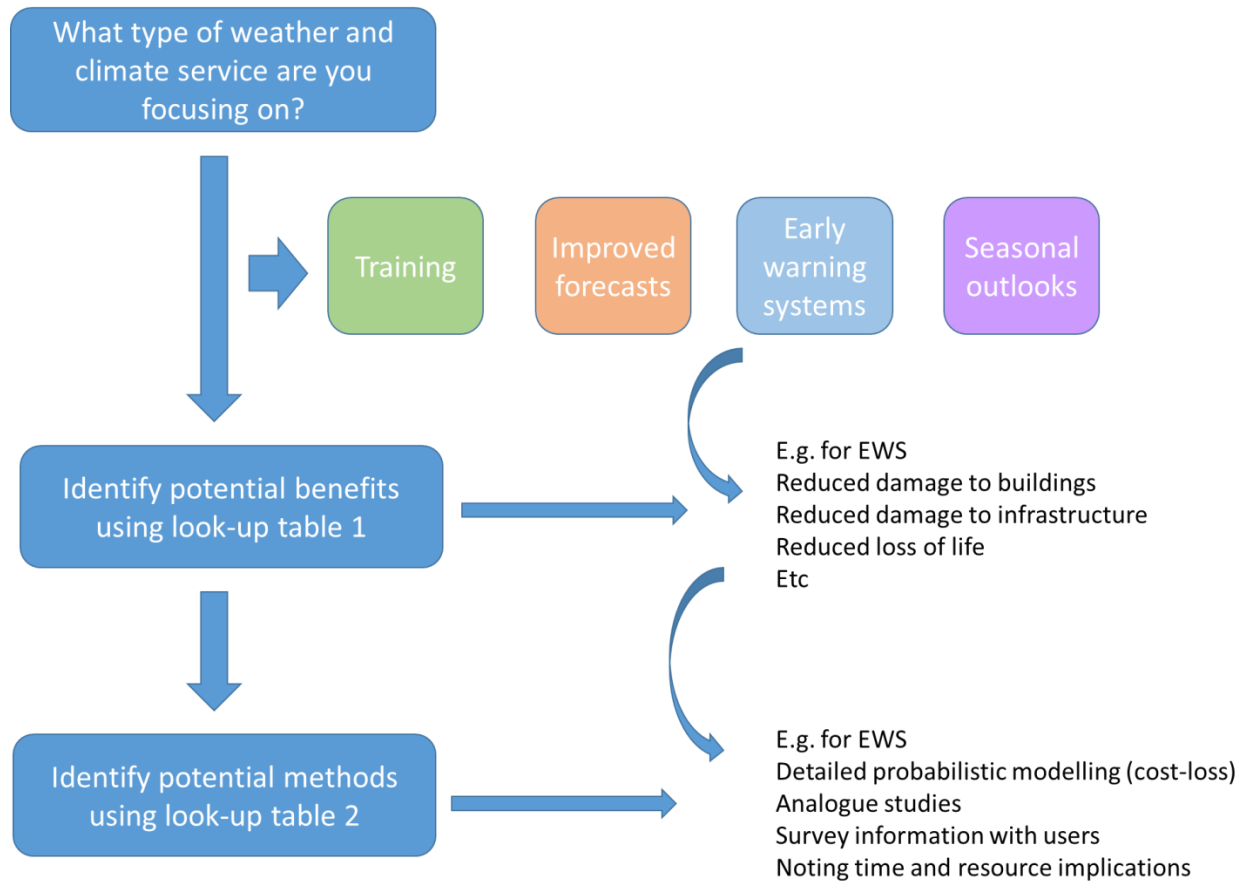 What type of weather and
climate service are you
focusing on?
Training
Improved
forecasts
Early
warning
systems
Seasonal
outlooks
Identify potential benefits
using look-up table 1
E.g. for EWS
Reduced damage to buildings
Reduced damage to infrastructure
Reduced loss of life
Etc
Identify potential methods
using look-up table 2
E.g. for EWS
Detailed probabilistic modelling (cost-loss)
Analogue studies
Survey information with users
Noting time and resource implications